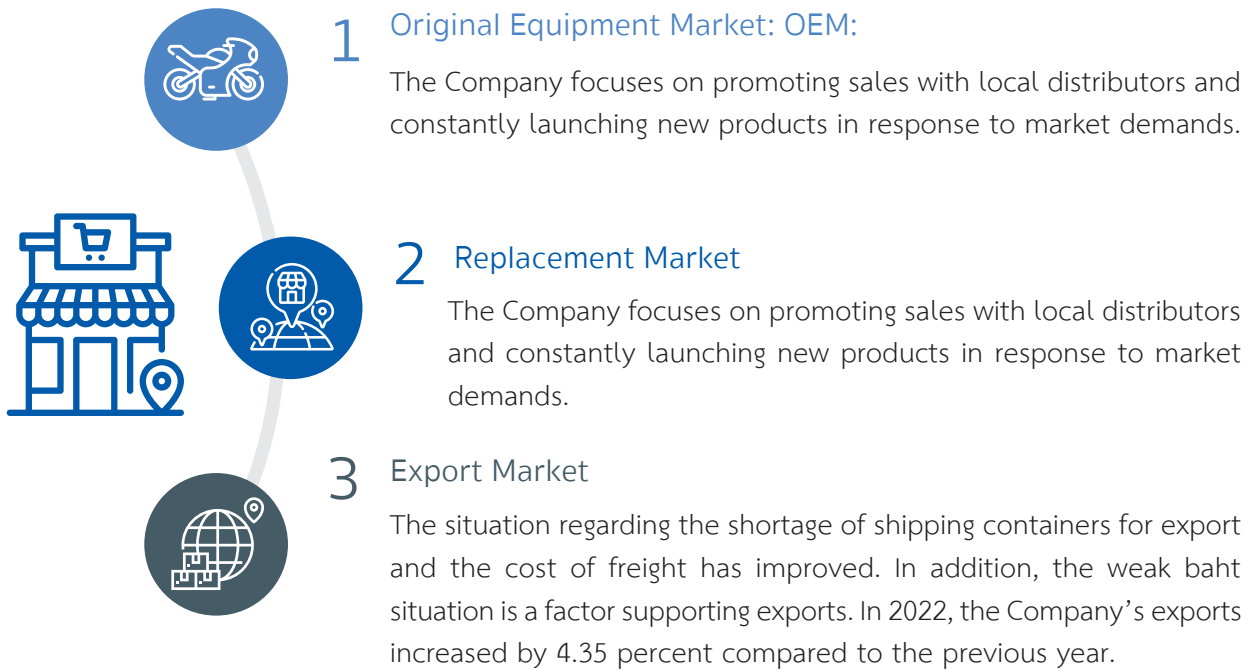 1 Original Equipment Market: OEM:
The Company focuses on promoting sales with local distributors and
constantly launching new products in response to market demands.
2 Replacement Market
The Company focuses on promoting sales with local distributors
and constantly launching new products in response to market
demands.
3 Export Market
The situation regarding the shortage of shipping containers for export
and the cost of freight has improved. In addition, the weak baht
situation is a factor supporting exports. In 2022, the Company’s exports
increased by 4.35 percent compared to the previous year.